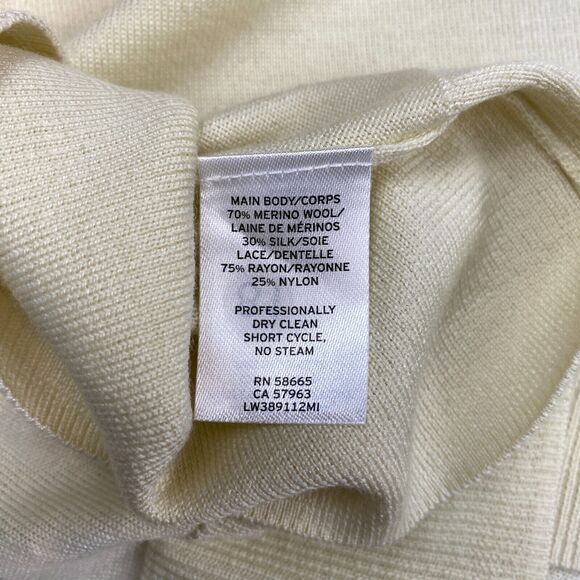 MAIN BODY/CORPS
70% MERINO WOOL/
LAINE DE MÉRINOS
30% SILK/SOIE
LACE/DENTELLE
75% RAYON/RAYONNE
25% NYLON
PROFESSIONALLY
DRY CLEAN
SHORT CYCLE,
NO STEAM
RN 58665
CA 57963
LW389112MI